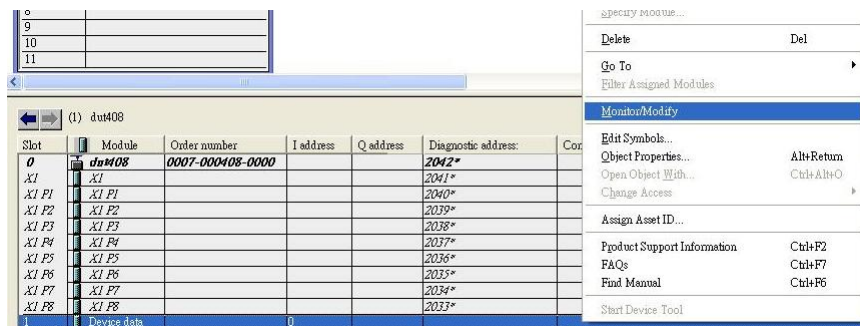 8
9
10
11
(1) dut408
Slot Module Order number I address Q address Diagnostic address: Con
0 dut408 0007-000408-0000 2042*
X1 X1 2041*
X1 P1 X1 P1 2040*
X1 P2 X1 P2 2039*
X1 P3 X1 P3 2038*
X1 P4 X1 P4 2037*
X1 P5 X1 P5 2036*
X1 P6 X1 P6 2035*
X1 P7 X1 P7 2034*
X1 P8 X1 P8 2033*
1 Device data 0
Specify Module...
Delete Del
Go To
Filter Assigned Modules
Monitor/Modify
Edit Symbols...
Object Properties... Alt+Return
Open Object With... Ctrl+Alt+O
Change Access
Assign Asset ID...
Product Support Information Ctrl+F2
FAQs Ctrl+F7
Find Manual Ctrl+F6
Start Device Tool